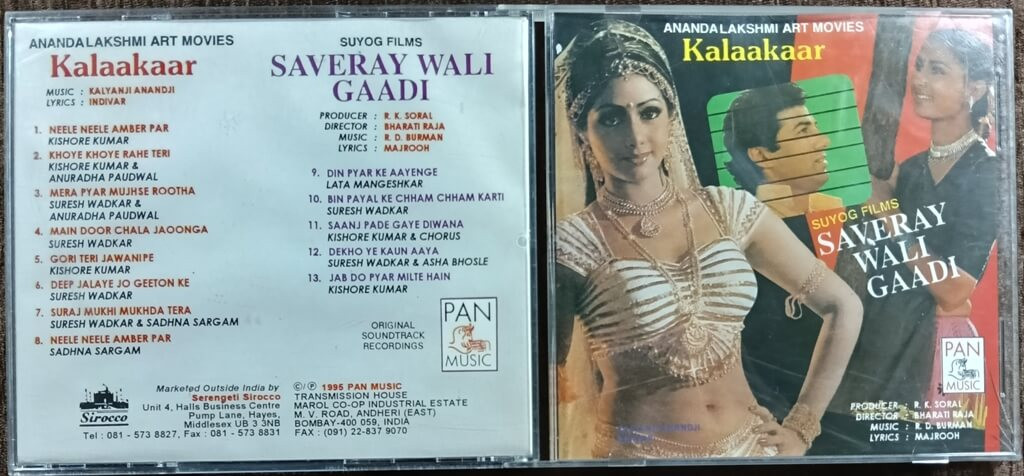 ANANDALAKSHMI ART MOVIES
Kalaakaar
MUSIC : KALYANJI ANANDJI
LYRICS : INDIVAR
1. NEELE NEELE AMBER PAR
KISHORE KUMAR
2. KHOYE KHOYE RAHE TERI
KISHORE KUMAR &
ANURADHA PAUDWAL
3. MERA PYAR MUJHSE ROOTHA
SURESH WADKAR &
ANURADHA PAUDWAL
4. MAIN DOOR CHALA JAOONGA
SURESH WADKAR
5. GORI TERI JAWANIPE
KISHORE KUMAR
6. DEEP JALAYE JO GEETON KE
SURESH WADKAR
7. SURAJ MUKHI MUKHDA TERA
SURESH WADKAR & SADHNA SARGAM
8. NEELE NEELE AMBER PAR
SADHNA SARGAM
SUYOG FILMS
SAVERAY WALI
GAADI
PRODUCER : R. K. SORAL
DIRECTOR : BHARATI RAJA
MUSIC : R. D. BURMAN
LYRICS : MAJROOH
9. DIN PYAR KE AAYENGE
LATA MANGESHKAR
10. BIN PAYAL KE CHHAM CHHAM KARTI
SURESH WADKAR
11. SAANJ PADE GAYE DIWANA
KISHORE KUMAR & CHORUS
12. DEKHO YE KAUN AAYA
SURESH WADKAR & ASHA BHOSLE
13. JAB DO PYAR MILTE HAIN
KISHORE KUMAR
ORIGINAL
SOUNDTRACK
RECORDINGS
PAN
MUSIC
Sirocco
Marketed Outside India by
Serengeti Sirocco
Unit 4, Halls Business Centre
Pump Lane, Hayes,
Middlesex UB 3 3NB
Tel : 081 - 573 8827, Fax : 081 - 573 8831
©/℗ 1995 PAN MUSIC
TRANSMISSION HOUSE
MAROL CO-OP INDUSTRIAL ESTATE
M. V. ROAD, ANDHERI (EAST)
BOMBAY-400 059, INDIA
FAX : (091) 22-837 9070
ANANDALAKSHMI ART MOVIES
Kalaakaar
SUYOG FILMS
SAVERAY
WALI
GAADI
PAN
MUSIC
PRODUCER : R. K. SORAL
DIRECTOR : BHARATI RAJA
MUSIC : R. D. BURMAN
LYRICS : MAJROOH